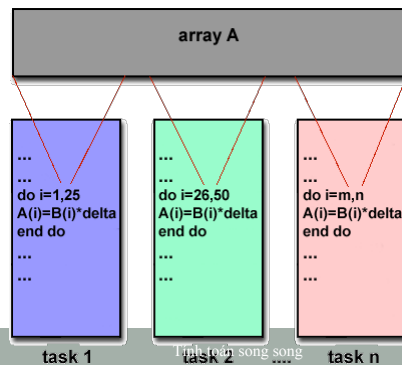 array A
...
...
do i=1,25
A(i)=B(i)*delta
end do
...
...
...
...
do i=26,50
A(i)=B(i)*delta
end do
...
...
...
...
do i=m,n
A(i)=B(i)*delta
end do
...
...
task 1
task 2
....
task n
Tính toán song song